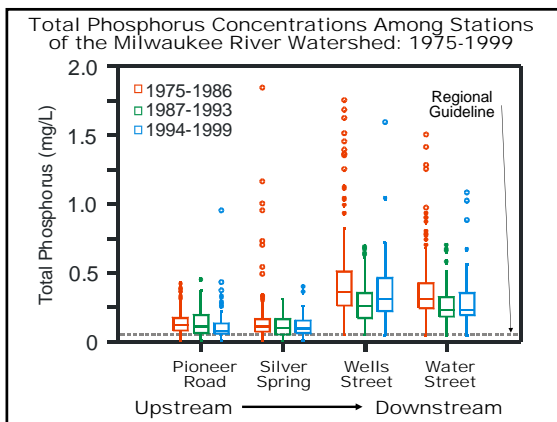 Total Phosphorus Concentrations Among Stations
of the Milwaukee River Watershed: 1975-1999
Total Phosphorus (mg/L)
2.0
1.5
1.0
0.5
0
1975-1986
1987-1993
1994-1999
Regional
Guideline
Pioneer
Road
Silver
Spring
Wells
Street
Water
Street
Upstream
Downstream